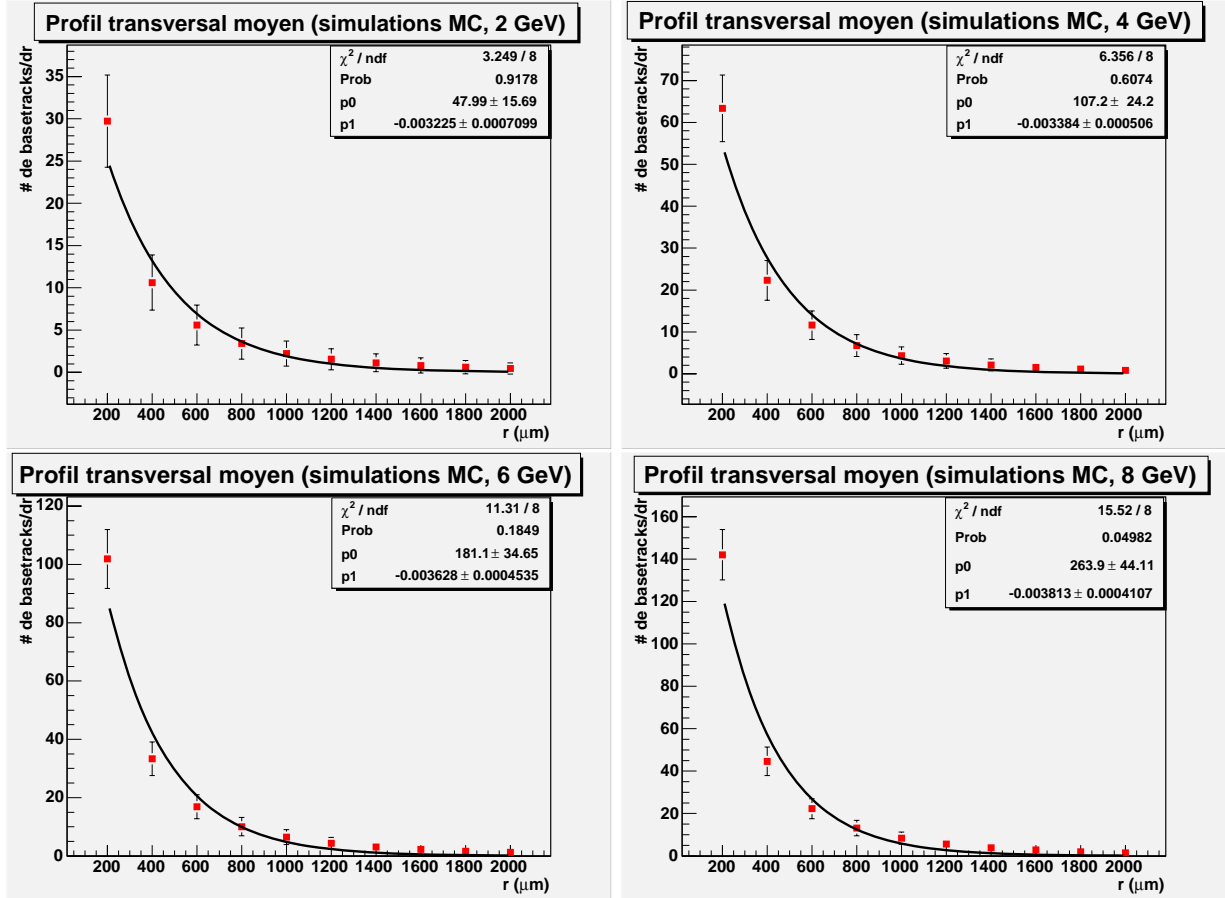 Profil transversal moyen (simulations MC, 2 GeV)
χ² / ndf 3.249 / 8
Prob 0.9178
p0 47.99 ± 15.69
p1 -0.003225 ± 0.0007099
# de basetracks/dr
35
30
25
20
15
10
5
0
200 400 600 800 1000 1200 1400 1600 1800 2000
r (μm)
Profil transversal moyen (simulations MC, 4 GeV)
χ² / ndf 6.356 / 8
Prob 0.6074
p0 107.2 ± 24.2
p1 -0.003384 ± 0.000506
# de basetracks/dr
70
60
50
40
30
20
10
0
200 400 600 800 1000 1200 1400 1600 1800 2000
r (μm)
Profil transversal moyen (simulations MC, 6 GeV)
χ² / ndf 11.31 / 8
Prob 0.1849
p0 181.1 ± 34.65
p1 -0.003628 ± 0.0004535
# de basetracks/dr
120
100
80
60
40
20
0
200 400 600 800 1000 1200 1400 1600 1800 2000
r (μm)
Profil transversal moyen (simulations MC, 8 GeV)
χ² / ndf 15.52 / 8
Prob 0.04982
p0 263.9 ± 44.11
p1 -0.003813 ± 0.0004107
# de basetracks/dr
160
140
120
100
80
60
40
20
0
200 400 600 800 1000 1200 1400 1600 1800 2000
r (μm)